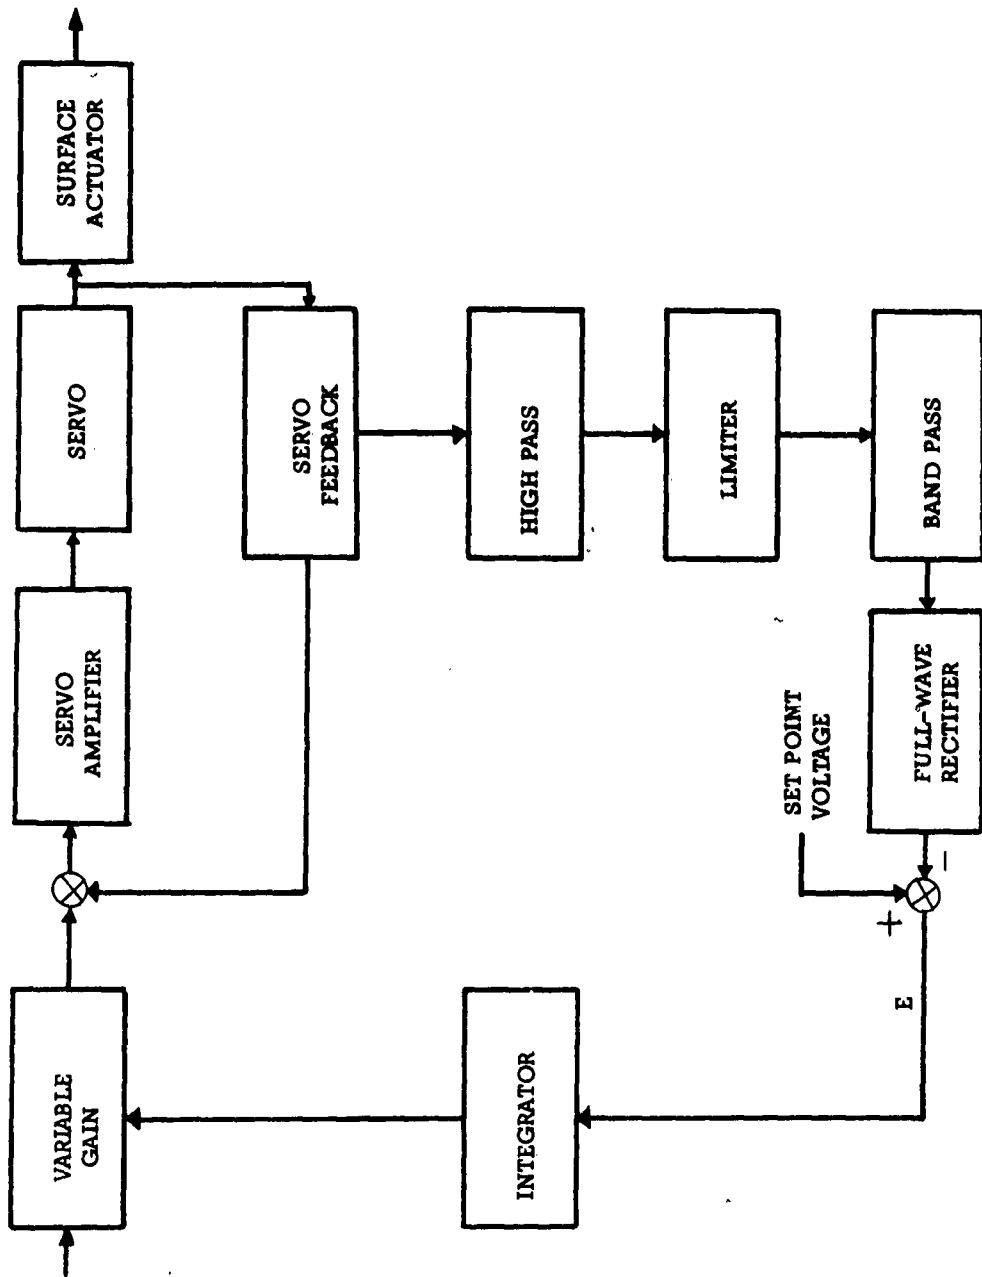 VARIABLE
GAIN
SERVO
AMPLIFIER
SERVO
SURFACE
ACTUATOR
SERVO
FEEDBACK
HIGH PASS
LIMITER
BAND PASS
FULL-WAVE
RECTIFIER
SET POINT
VOLTAGE
-
+
E
INTEGRATOR